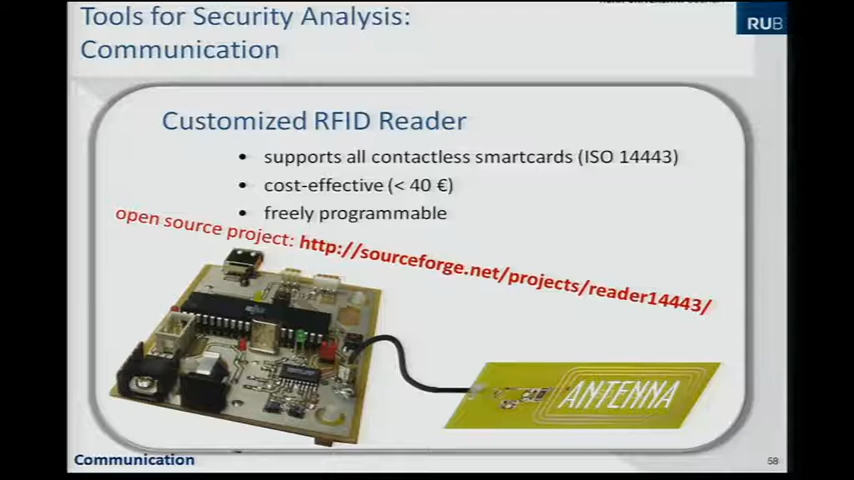 Tools for Security Analysis:
Communication
RUB
Customized RFID Reader
• supports all contactless smartcards (ISO 14443)
• cost-effective (< 40 €)
• freely programmable
open source project: http://sourceforge.net/projects/reader14443/
ANTENNA
Communication
58